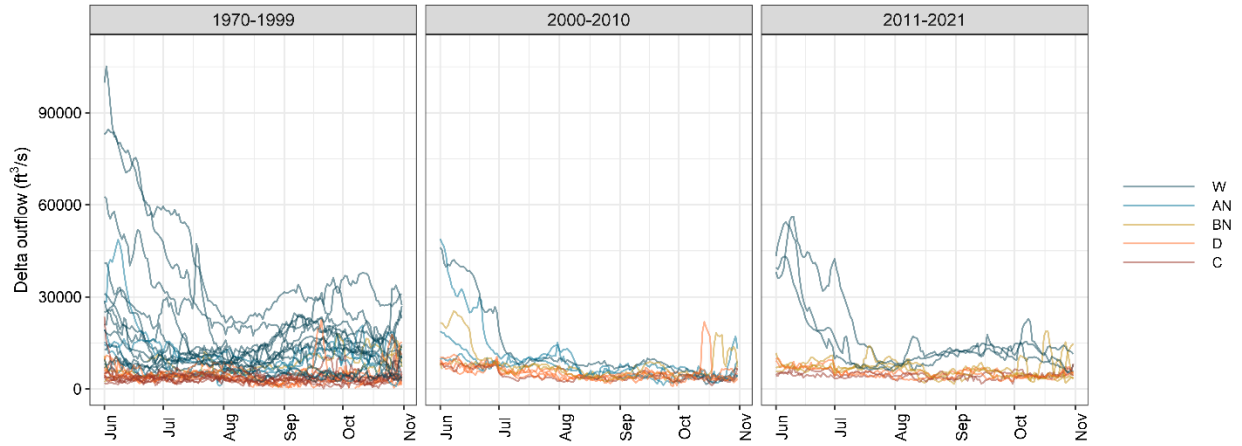 1970-1999
2000-2010
2011-2021
Delta outflow (ft³/s)
90000
60000
30000
0
Jun
Jul
Aug
Sep
Oct
Nov
Jun
Jul
Aug
Sep
Oct
Nov
Jun
Jul
Aug
Sep
Oct
Nov
W
AN
BN
D
C